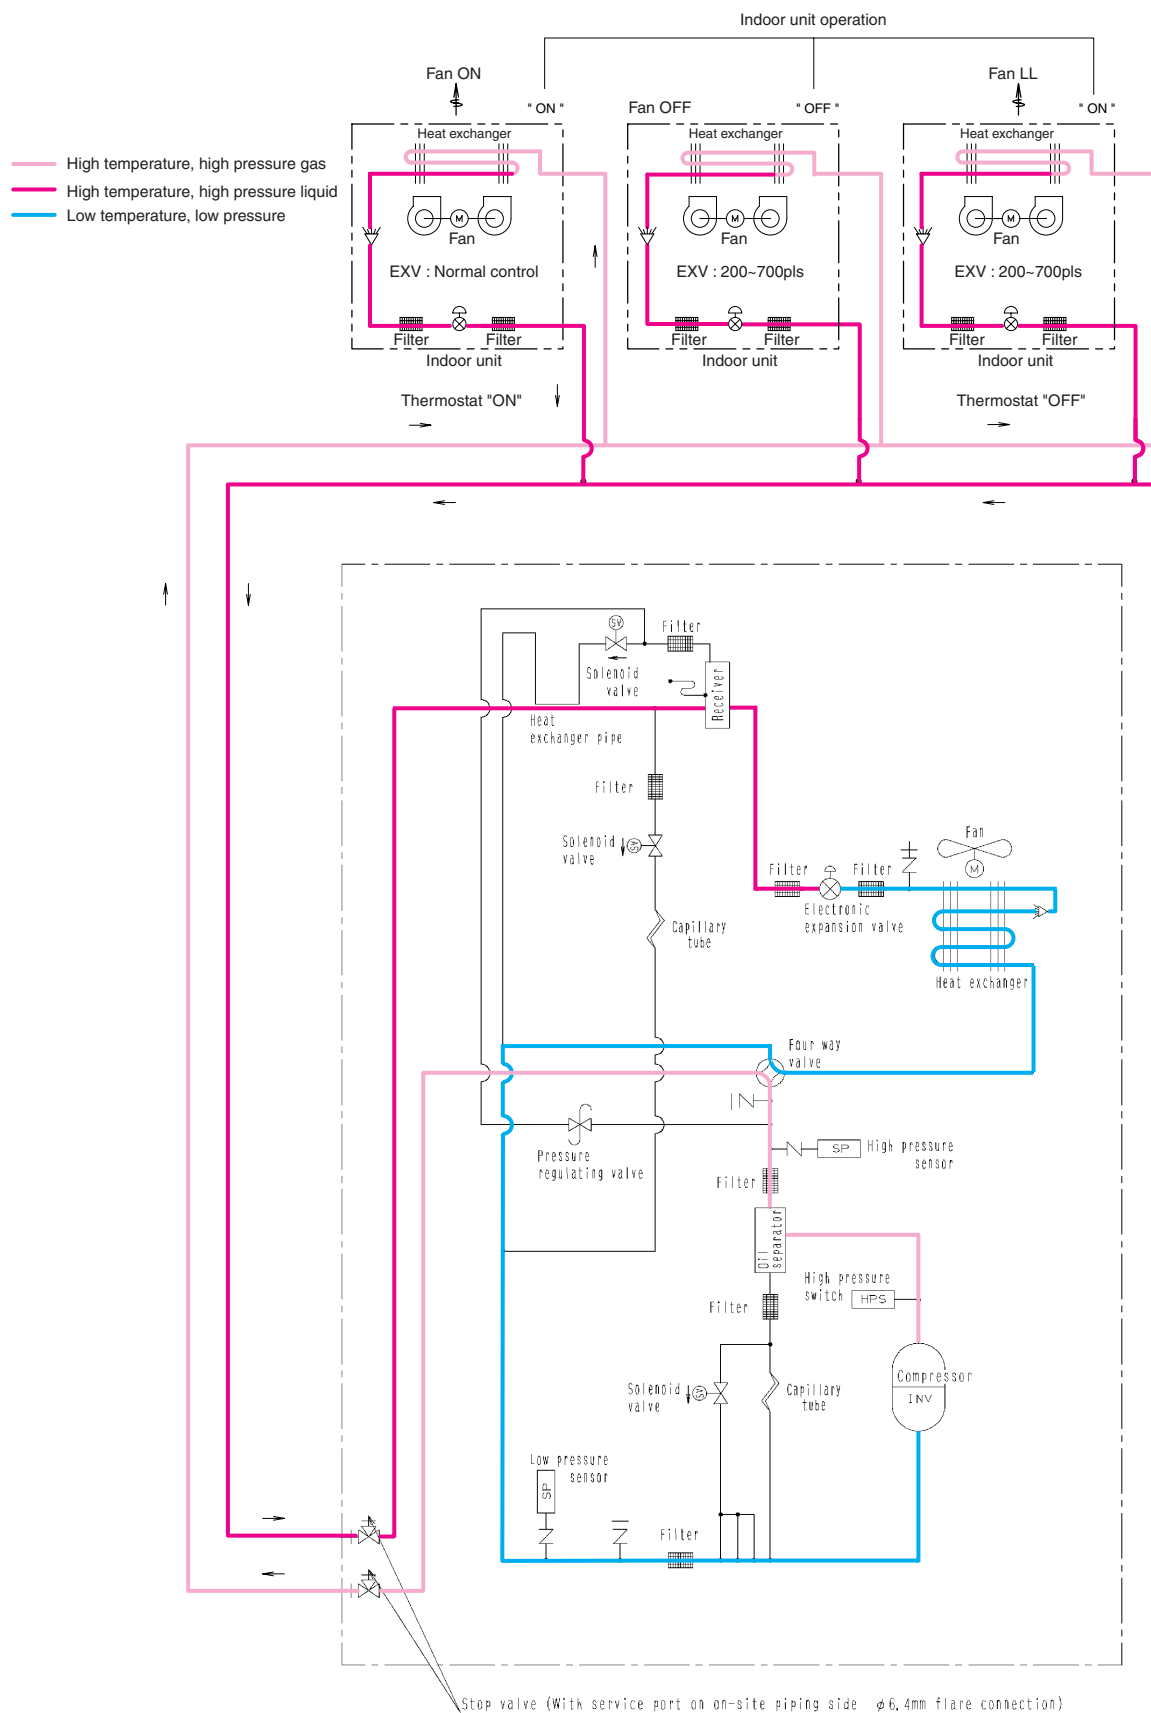 Indoor unit operation
Fan ON
Fan LL
" ON "
Fan OFF
" OFF "
" ON "
Heat exchanger
Heat exchanger
Heat exchanger
High temperature, high pressure gas
High temperature, high pressure liquid
Low temperature, low pressure
M
M
M
Fan
Fan
Fan
EXV : Normal control
EXV : 200~700pls
EXV : 200~700pls
Filter
Filter
Filter
Filter
Filter
Filter
Indoor unit
Indoor unit
Indoor unit
Thermostat "ON"
Thermostat "OFF"
SV
Filter
Solenoid
valve
Receiver
Heat
exchanger pipe
Filter
Solenoid
valve
SV
Fan
M
Filter
Filter
Electronic
expansion valve
Capillary
tube
Heat exchanger
Four way
valve
Pressure
regulating valve
SP
High pressure
sensor
Filter
Oil
separator
High pressure
switch
HPS
Filter
Compressor
INV
Solenoid
valve
SV
Capillary
tube
Low pressure
sensor
SP
Filter
Stop valve (With service port on on-site piping side φ6.4mm flare connection)